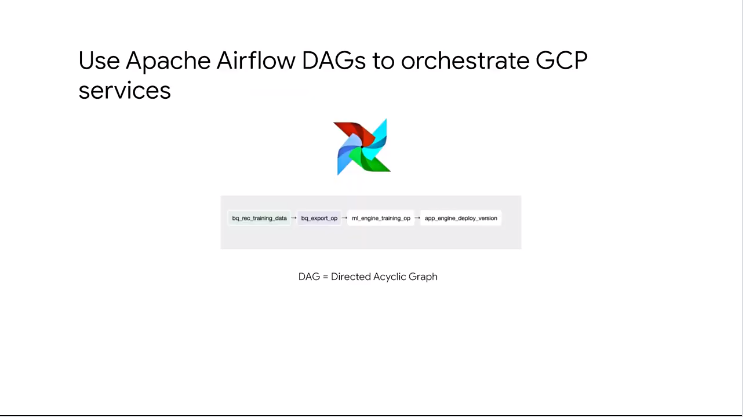 Use Apache Airflow DAGs to orchestrate GCP
services
bq_rec_training_data → bq_export_op → ml_engine_training_op → app_engine_deploy_version
DAG = Directed Acyclic Graph